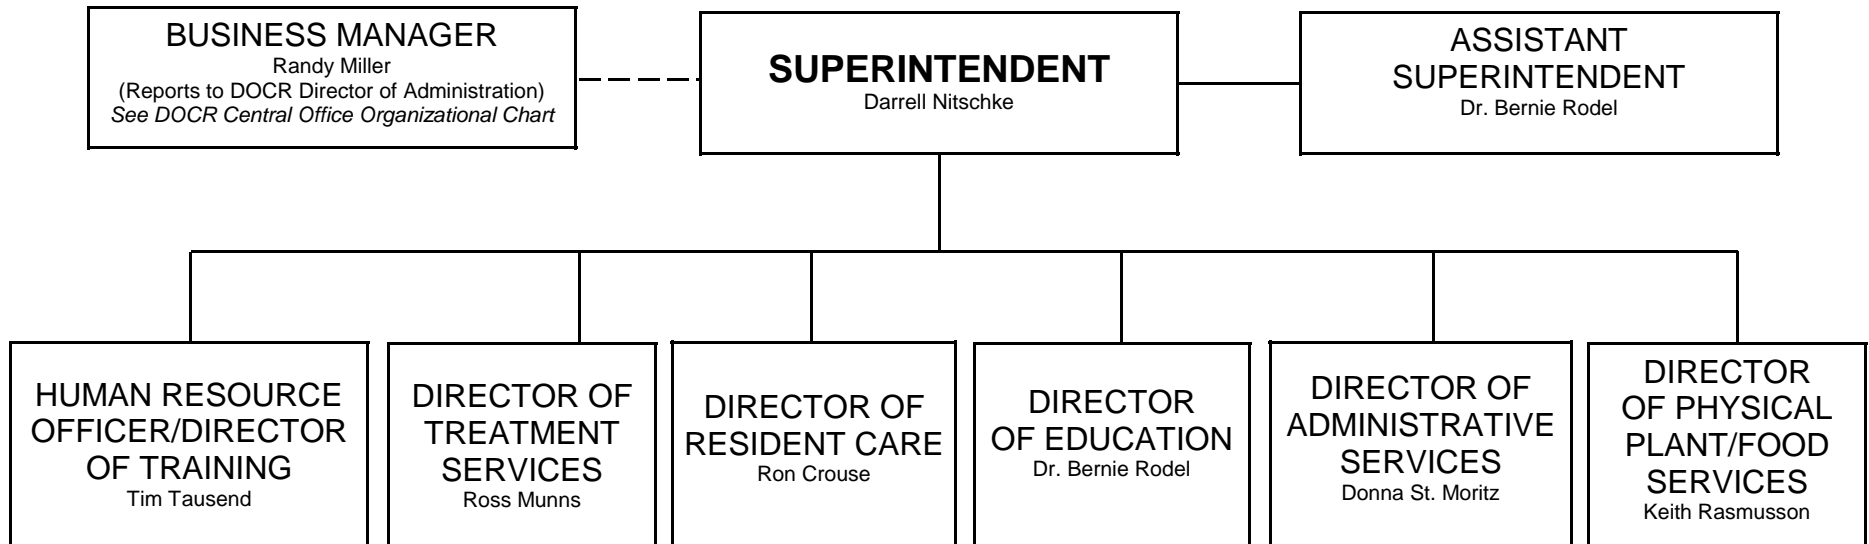 BUSINESS MANAGER
Randy Miller
(Reports to DOCR Director of Administration)
See DOCR Central Office Organizational Chart
SUPERINTENDENT
Darrell Nitschke
ASSISTANT
SUPERINTENDENT
Dr. Bernie Rodel
HUMAN RESOURCE
OFFICER/DIRECTOR
OF TRAINING
Tim Tausend
DIRECTOR OF
TREATMENT
SERVICES
Ross Munns
DIRECTOR OF
RESIDENT CARE
Ron Crouse
DIRECTOR
OF EDUCATION
Dr. Bernie Rodel
DIRECTOR OF
ADMINISTRATIVE
SERVICES
Donna St. Moritz
DIRECTOR
OF PHYSICAL
PLANT/FOOD
SERVICES
Keith Rasmusson